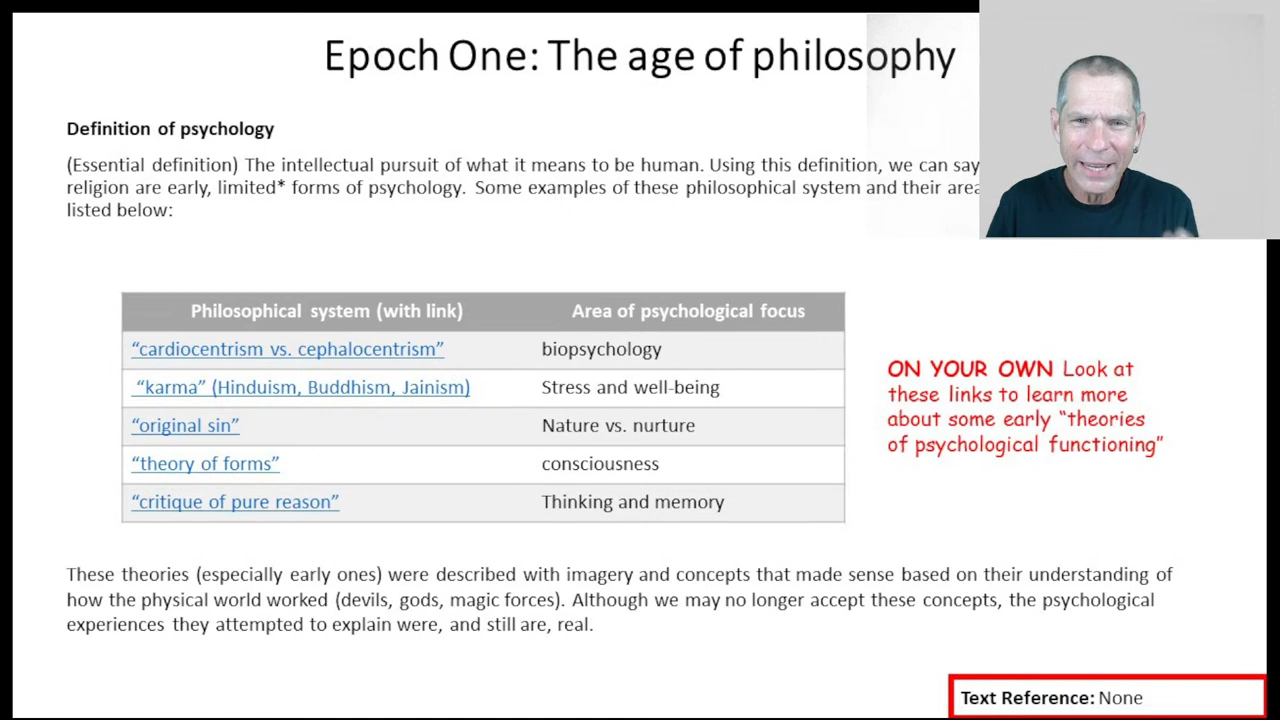 Epoch One: The age of philosophy
Definition of psychology
(Essential definition) The intellectual pursuit of what it means to be human. Using this definition, we can say
religion are early, limited* forms of psychology. Some examples of these philosophical system and their
listed below:
Philosophical system (with link) Area of psychological focus
“cardiocentrism vs. cephalocentrism” biopsychology
“karma” (Hinduism, Buddhism, Jainism) Stress and well-being
“original sin” Nature vs. nurture
“theory of forms” consciousness
“critique of pure reason” Thinking and memory
ON YOUR OWN Look at
these links to learn more
about some early “theories
of psychological functioning”
These theories (especially early ones) were described with imagery and concepts that made sense based on their understanding of
how the physical world worked (devils, gods, magic forces). Although we may no longer accept these concepts, the psychological
experiences they attempted to explain were, and still are, real.
Text Reference: None